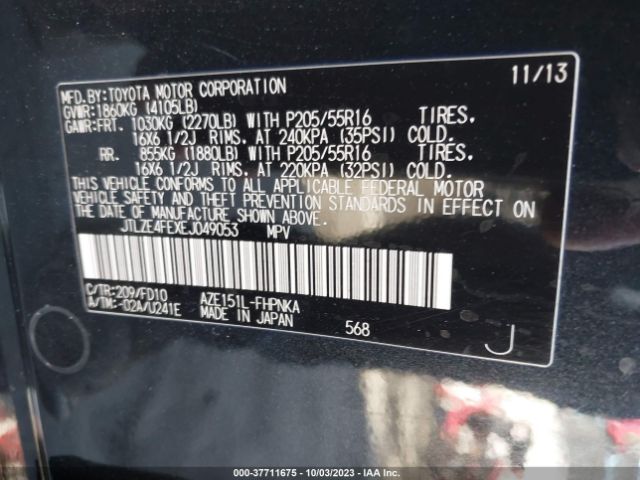 11/13
MFD.BY:TOYOTA MOTOR CORPORATION
GVWR:1860KG (4105LB)
GAWR:FRT. 1030KG (2270LB) WITH P205/55R16 TIRES,
16X6 1/2J RIMS, AT 240KPA (35PSI) COLD.
RR. 855KG (1880LB) WITH P205/55R16 TIRES,
16X6 1/2J RIMS, AT 220KPA (32PSI) COLD.
THIS VEHICLE CONFORMS TO ALL APPLICABLE FEDERAL MOTOR
VEHICLE SAFETY AND THEFT PREVENTION STANDARDS IN EFFECT ON
THE DATE OF MANUFACTURE SHOWN ABOVE.
JTLZE4FEXEJ049053 MPV
C/TR:209/FD10 AZE151L-FHPNKA
A/TM:-02A/U241E MADE IN JAPAN 568 J
000-37711675 - 10/03/2023 - IAA Inc.